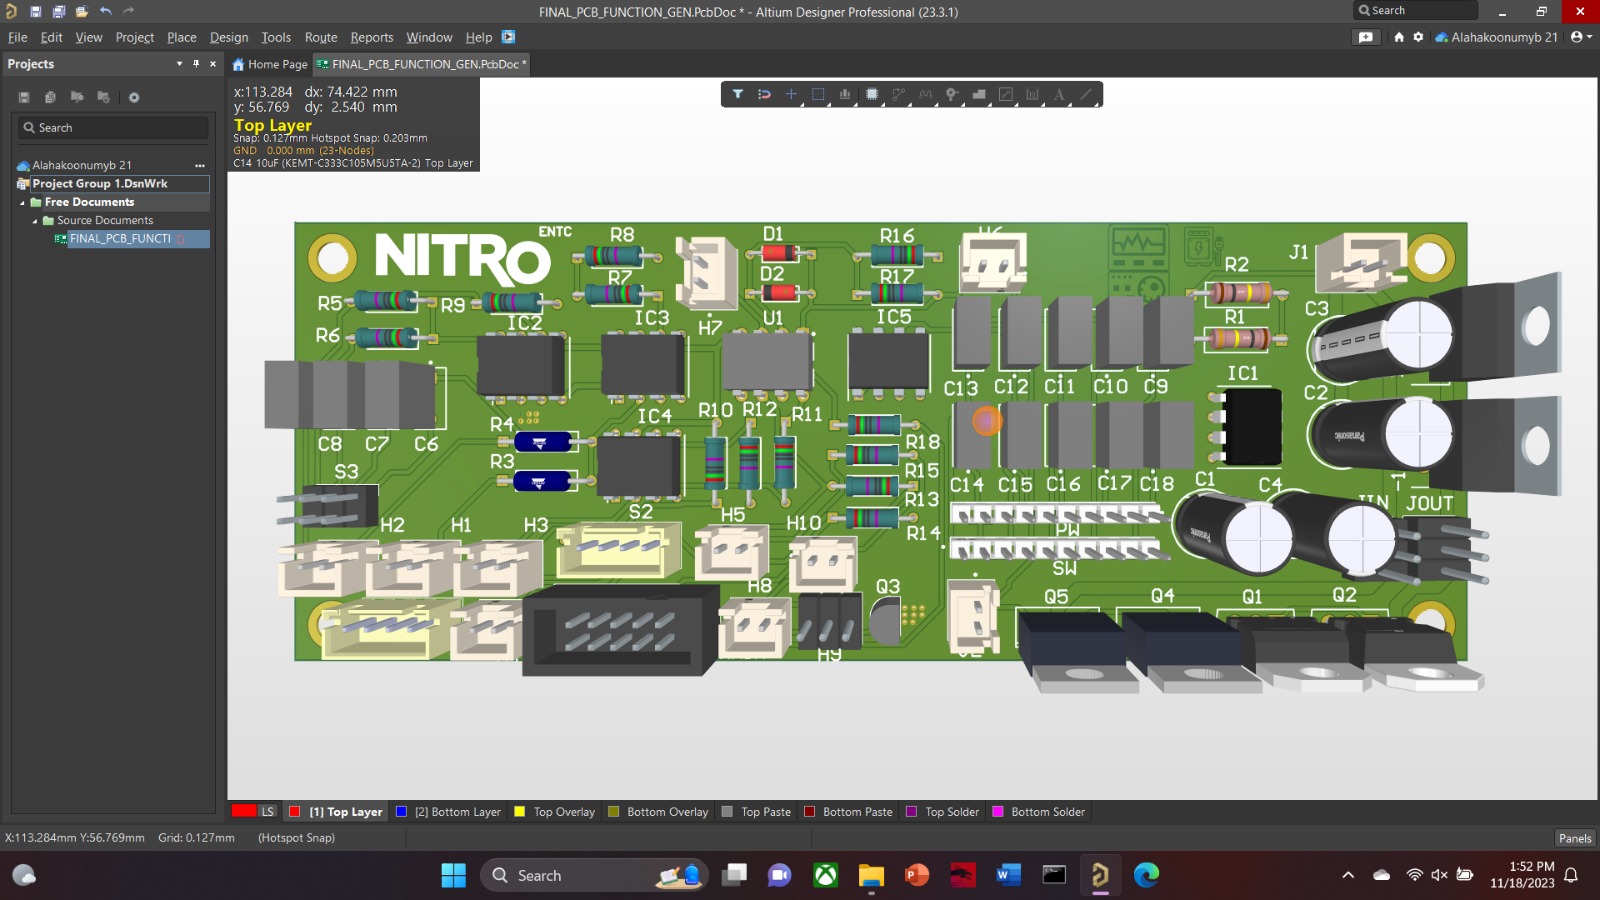 FINAL_PCB_FUNCTION_GEN.PcbDoc * - Altium Designer Professional (23.3.1)
Search
File Edit View Project Place Design Tools Route Reports Window Help
Alahakoonumyb 21
Projects
Home Page
FINAL_PCB_FUNCTION_GEN.PcbDoc *
Search
Alahakoonumyb 21
Project Group 1.DsnWrk
Free Documents
Source Documents
FINAL_PCB_FUNCTI
x:113.284 dx: 74.422 mm
y: 56.769 dy: 2.540 mm
Top Layer
Snap: 0.127mm Hotspot Snap: 0.203mm
GND 0.000 mm (23-Nodes)
C14 10uF (KEMT-C333C105M5U5TA-2) Top Layer
NITRO ENTC
R8 D1 R16 H6 J1
R7 D2 R17 R2
R5 R9 IC2 IC3 H7 U1 IC5 C3
R6 R1
C13 C12 C11 C10 C9 IC1
C8 C7 C6 R4 IC4 R10 R12 R11 C2
R18
S3 R3 R15 C14 C15 C16 C17 C18 C1 C4
R13 JOUT
H2 H1 H3 S2 H5 H10 R14 PW
SW
H8 Q3 Q5 Q4 Q1 Q2
H9
Panasonic
Panasonic
Panasonic
LS [1] Top Layer [2] Bottom Layer Top Overlay Bottom Overlay Top Paste Bottom Paste Top Solder Bottom Solder
X:113.284mm Y:56.769mm Grid: 0.127mm (Hotspot Snap)
Panels
Search
1:52 PM
11/18/2023